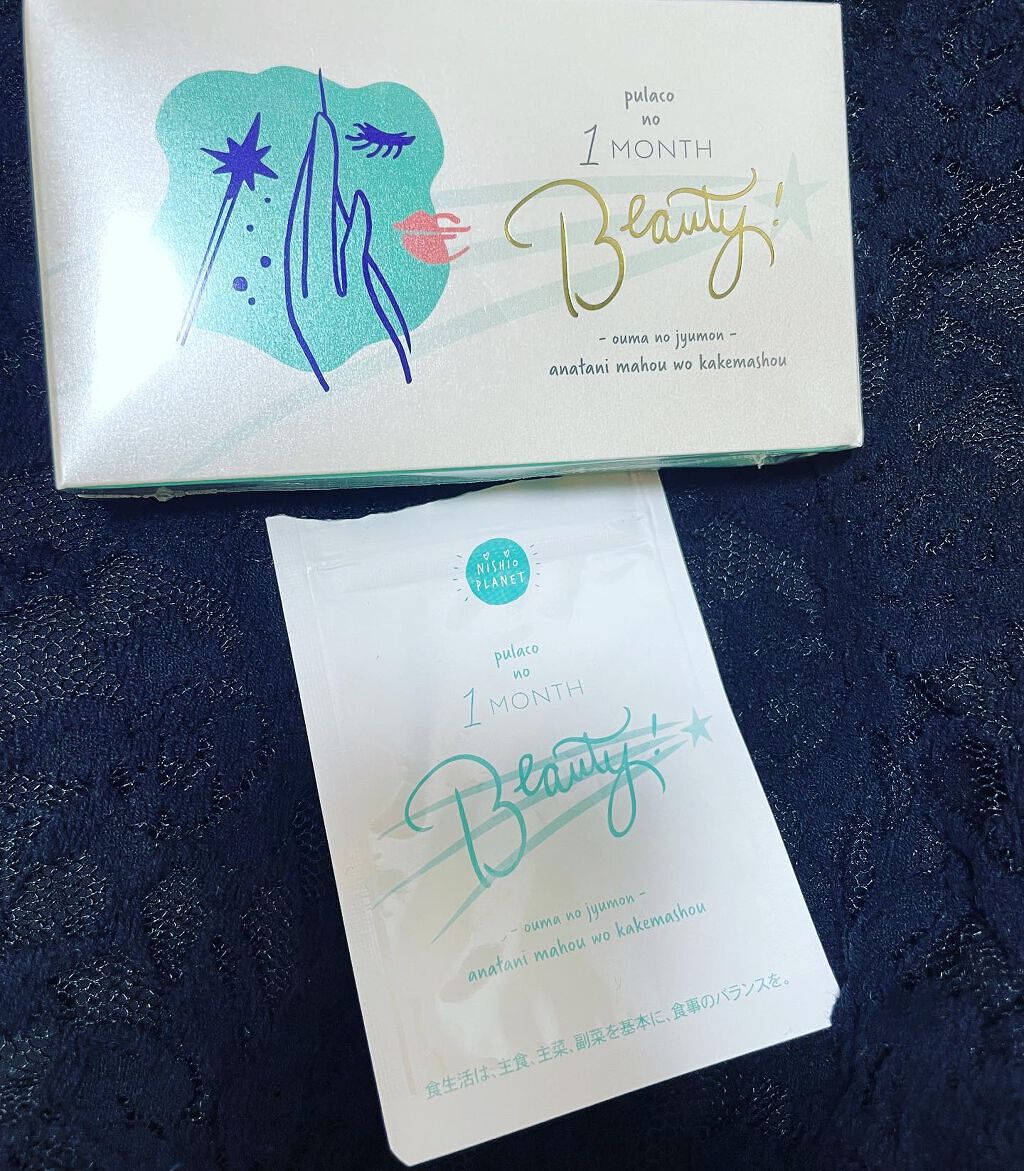 pulaco
no
1 MONTH
Beauty!
- ouma no jyumon -
anatani mahou wo kakemashou
NISHIO
PLANET
pulaco
no
1 MONTH
Beauty!
- ouma no jyumon -
anatani mahou wo kakemashou
食生活は、主食、主菜、副菜を基本に、食事のバランスを。